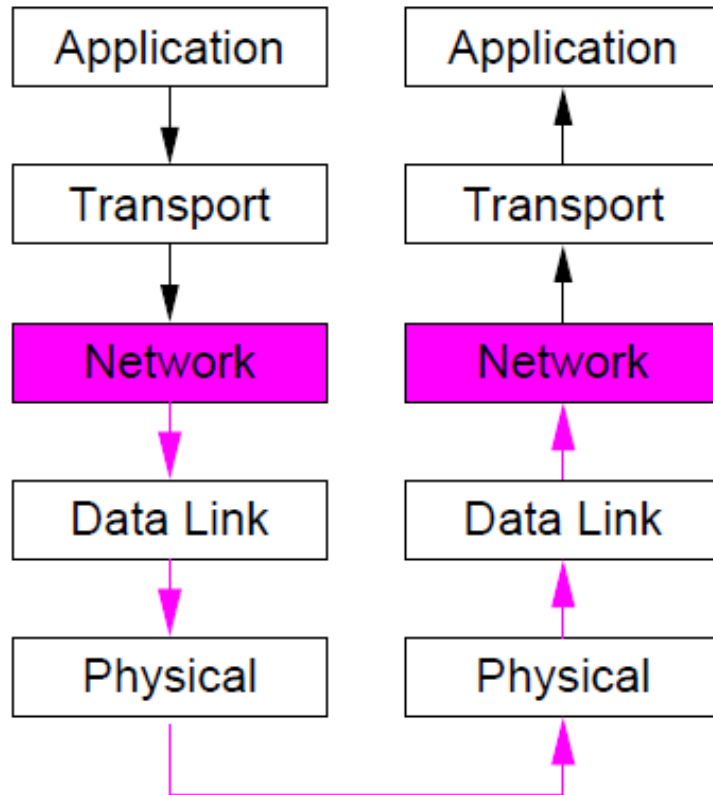 Application
Transport
Network
Data Link
Physical
Application
Transport
Network
Data Link
Physical